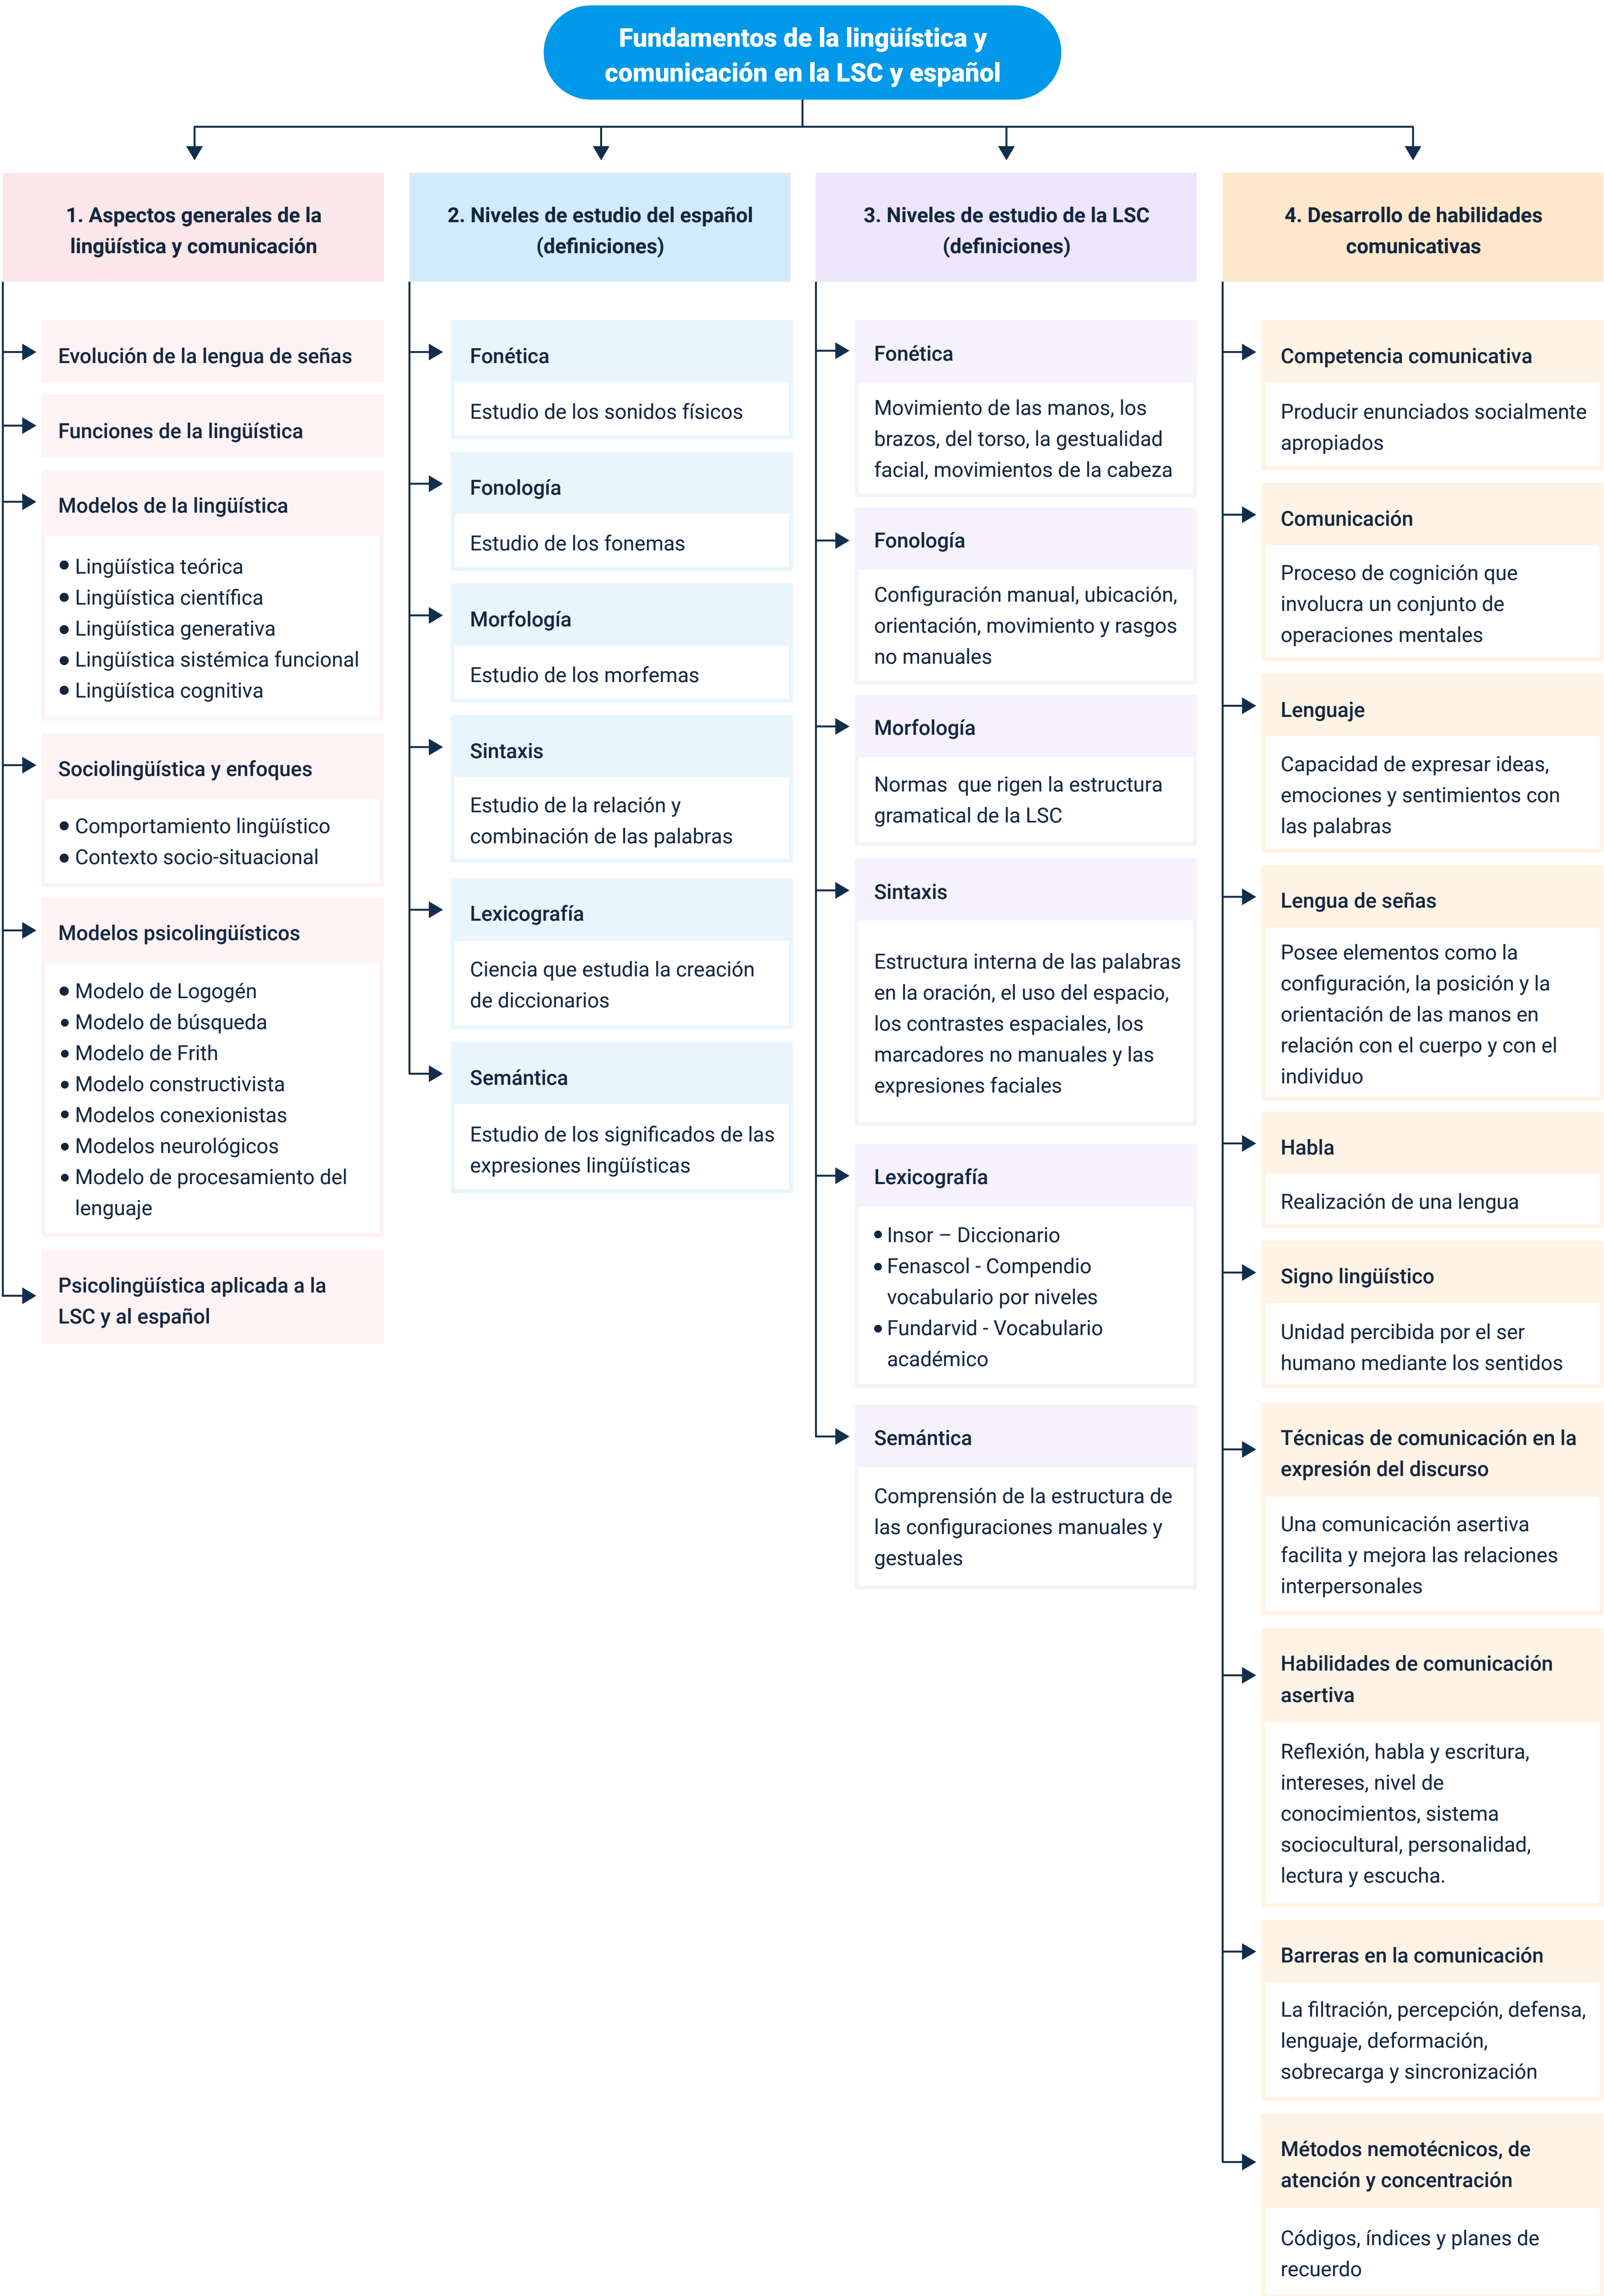 Fundamentos de la lingüística y
comunicación en la LSC y español
1. Aspectos generales de la
lingüística y comunicación
Evolución de la lengua de señas
Funciones de la lingüística
Modelos de la lingüística
• Lingüística teórica
• Lingüística científica
• Lingüística generativa
• Lingüística sistémica funcional
• Lingüística cognitiva
Sociolingüística y enfoques
• Comportamiento lingüístico
• Contexto socio-situacional
Modelos psicolingüísticos
• Modelo de Logogén
• Modelo de búsqueda
• Modelo de Frith
• Modelo constructivista
• Modelos conexionistas
• Modelos neurológicos
• Modelo de procesamiento del
lenguaje
Psicolingüística aplicada a la
LSC y al español
2. Niveles de estudio del español
(definiciones)
Fonética
Estudio de los sonidos físicos
Fonología
Estudio de los fonemas
Morfología
Estudio de los morfemas
Sintaxis
Estudio de la relación y
combinación de las palabras
Lexicografía
Ciencia que estudia la creación
de diccionarios
Semántica
Estudio de los significados de las
expresiones lingüísticas
3. Niveles de estudio de la LSC
(definiciones)
Fonética
Movimiento de las manos, los
brazos, del torso, la gestualidad
facial, movimientos de la cabeza
Fonología
Configuración manual, ubicación,
orientación, movimiento y rasgos
no manuales
Morfología
Normas  que rigen la estructura
gramatical de la LSC
Sintaxis
Estructura interna de las palabras
en la oración, el uso del espacio,
los contrastes espaciales, los
marcadores no manuales y las
expresiones faciales
Lexicografía
• Insor – Diccionario
• Fenascol - Compendio
vocabulario por niveles
• Fundarvid - Vocabulario
académico
Semántica
Comprensión de la estructura de
las configuraciones manuales y
gestuales
4. Desarrollo de habilidades
comunicativas
Competencia comunicativa
Producir enunciados socialmente
apropiados
Comunicación
Proceso de cognición que
involucra un conjunto de
operaciones mentales
Lenguaje
Capacidad de expresar ideas,
emociones y sentimientos con
las palabras
Lengua de señas
Posee elementos como la
configuración, la posición y la
orientación de las manos en
relación con el cuerpo y con el
individuo
Habla
Realización de una lengua
Signo lingüístico
Unidad percibida por el ser
humano mediante los sentidos
Técnicas de comunicación en la
expresión del discurso
Una comunicación asertiva
facilita y mejora las relaciones
interpersonales
Habilidades de comunicación
asertiva
Reflexión, habla y escritura,
intereses, nivel de
conocimientos, sistema
sociocultural, personalidad,
lectura y escucha.
Barreras en la comunicación
La filtración, percepción, defensa,
lenguaje, deformación,
sobrecarga y sincronización
Métodos nemotécnicos, de
atención y concentración
Códigos, índices y planes de
recuerdo